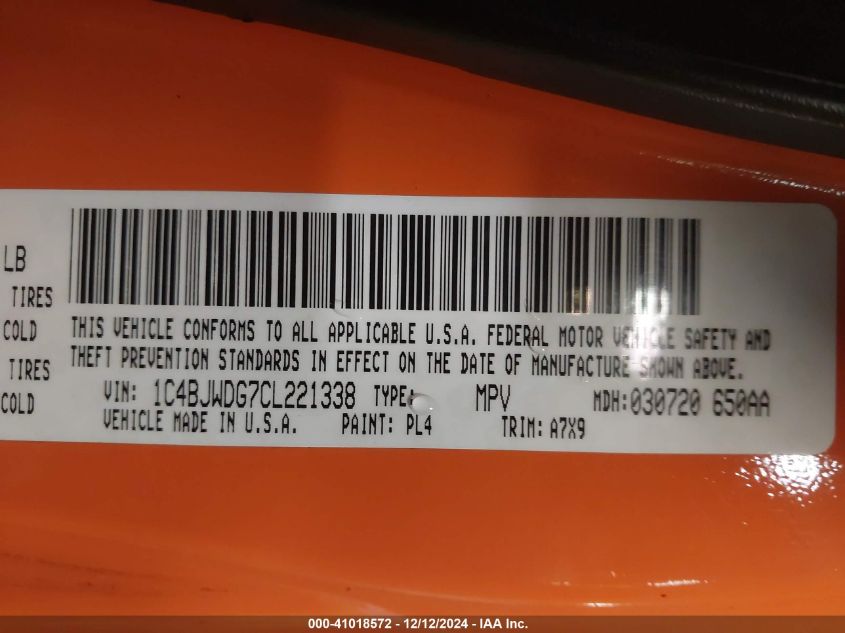 LB
TIRES
COLD
TIRES
COLD
THIS VEHICLE CONFORMS TO ALL APPLICABLE U.S.A. FEDERAL MOTOR VEHICLE SAFETY AND
THEFT PREVENTION STANDARDS IN EFFECT ON THE DATE OF MANUFACTURE SHOWN ABOVE.
VIN: 1C4BJWDG7CL221338 TYPE: MPV MDH:030720 650AA
VEHICLE MADE IN U.S.A. PAINT: PL4 TRIM: A7X9
000-41018572 - 12/12/2024 - IAA Inc.